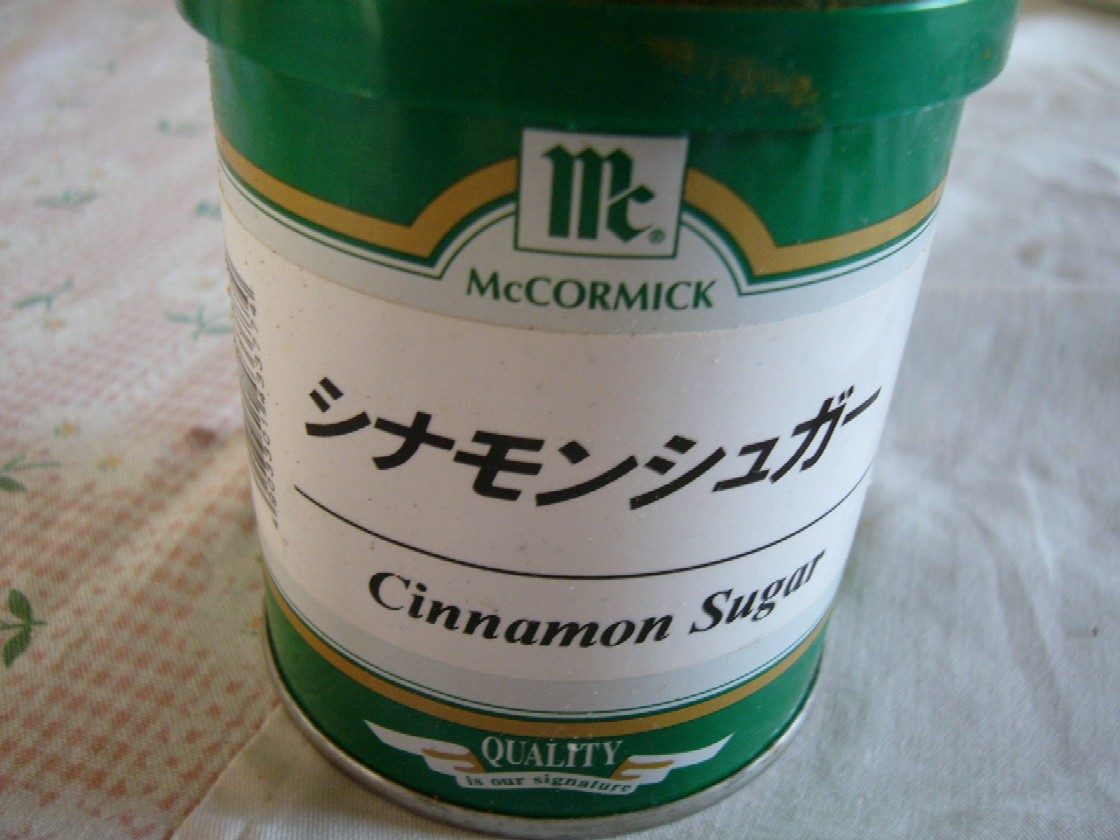 Mc®
McCORMICK
シナモンシュガー
Cinnamon Sugar
QUALITY
is our signature